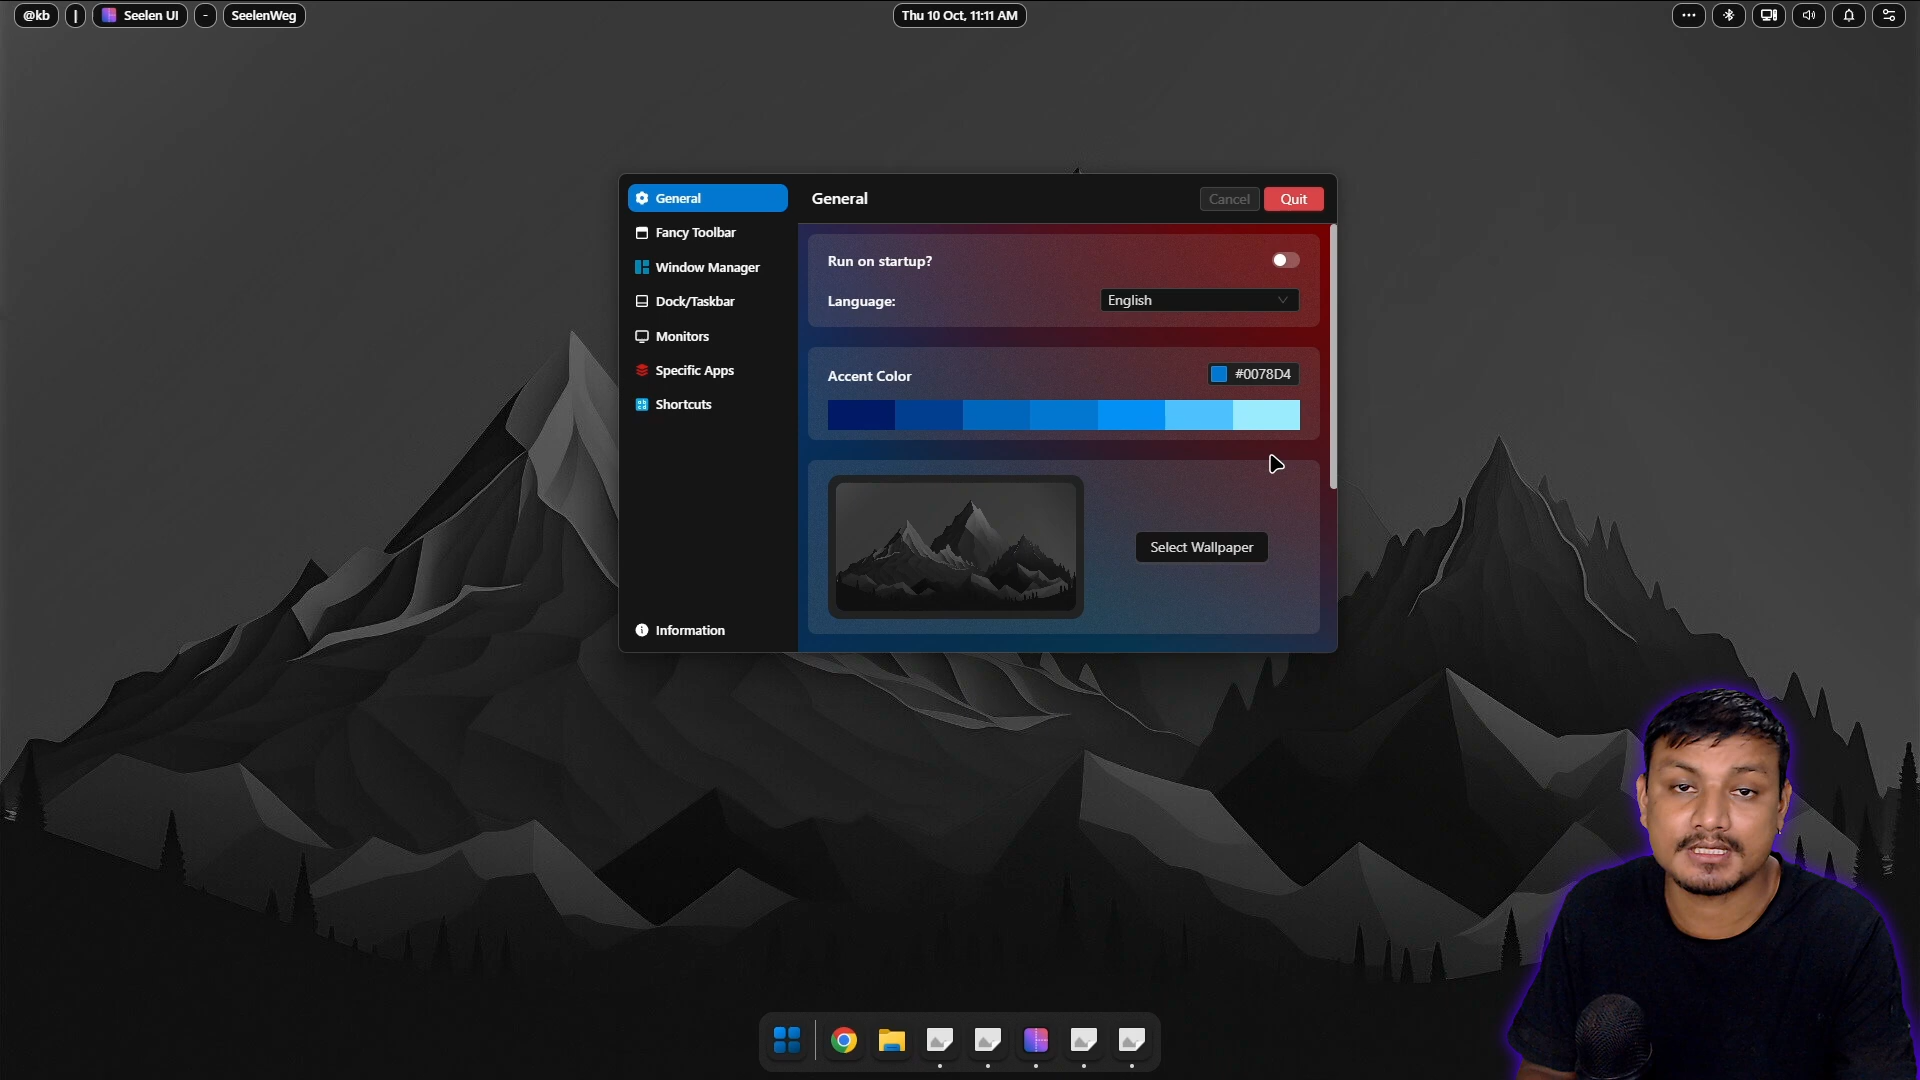 @kb | Seelen UI - SeelenWeg
Thu 10 Oct, 11:11 AM
General
Fancy Toolbar
Window Manager
Dock/Taskbar
Monitors
Specific Apps
Shortcuts
Information
General
Cancel
Quit
Run on startup?
Language:
English
Accent Color
#0078D4
Select Wallpaper